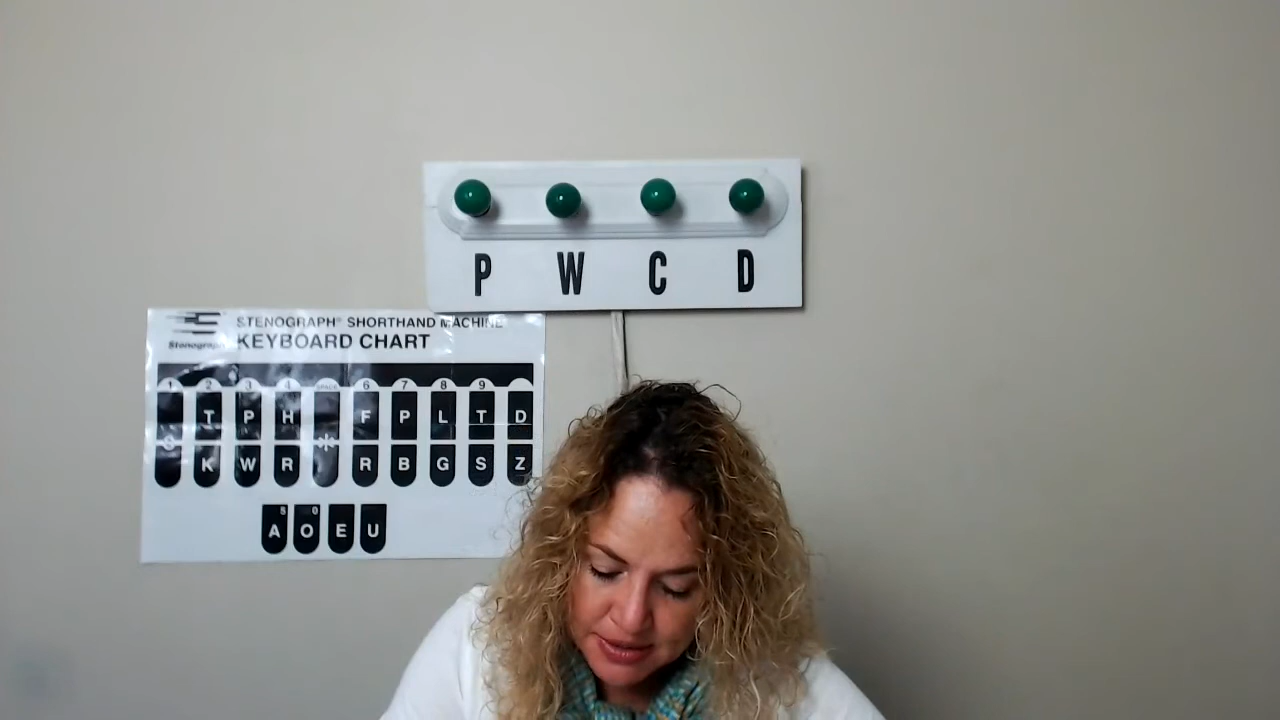 P W C D
STENOGRAPH® SHORTHAND MACHINE
Stenograph
KEYBOARD CHART
1 2 3 4 SPACE 6 7 8 9
S T P H * F P L T D
K W R R B G S Z
5 0
A O E U